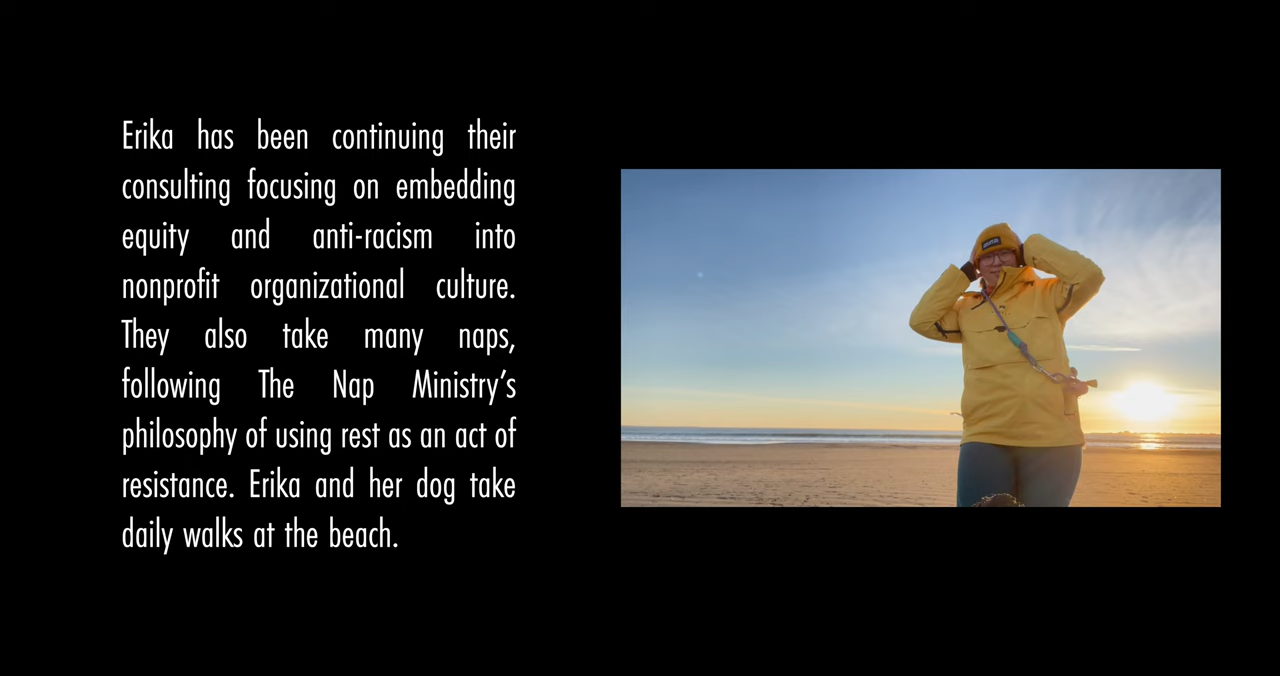 Erika has been continuing their
consulting focusing on embedding
equity and anti-racism into
nonprofit organizational culture.
They also take many naps,
following The Nap Ministry's
philosophy of using rest as an act of
resistance. Erika and her dog take
daily walks at the beach.